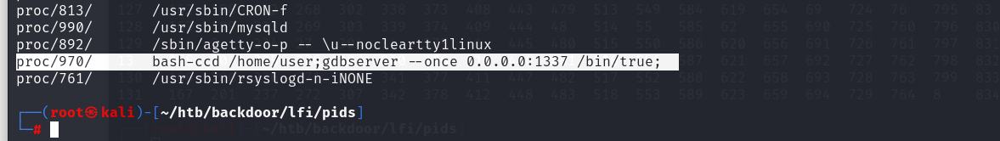 proc/813/ /usr/sbin/CRON-f
proc/990/ /usr/sbin/mysqld
proc/892/ /sbin/agetty-o-p -- \u--nocleartty1linux
proc/970/ bash-ccd /home/user;gdbserver --once 0.0.0.0:1337 /bin/true;
proc/761/ /usr/sbin/rsyslogd-n-iNONE
┌──(root㉿kali)-[~/htb/backdoor/lfi/pids]
└─#